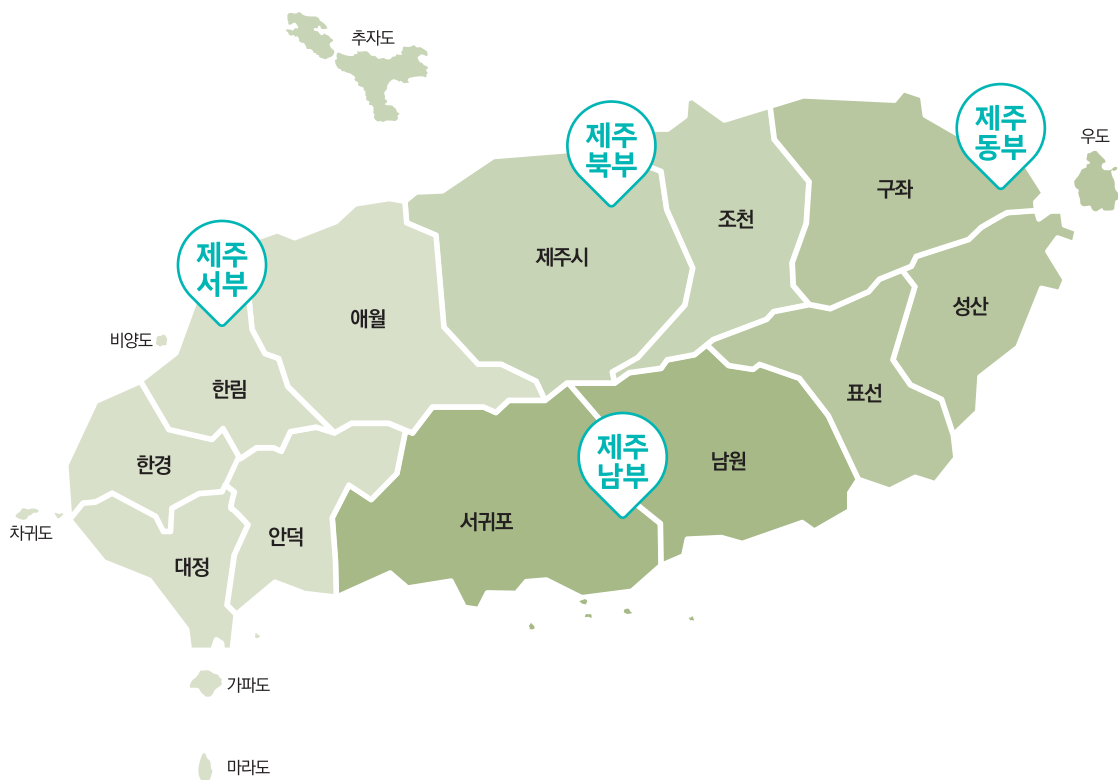 추자도
제주
북부
제주
동부
우도
구좌
조천
제주시
제주
서부
성산
애월
비양도
한림
표선
제주
남부
남원
한경
서귀포
차귀도
안덕
대정
가파도
마라도